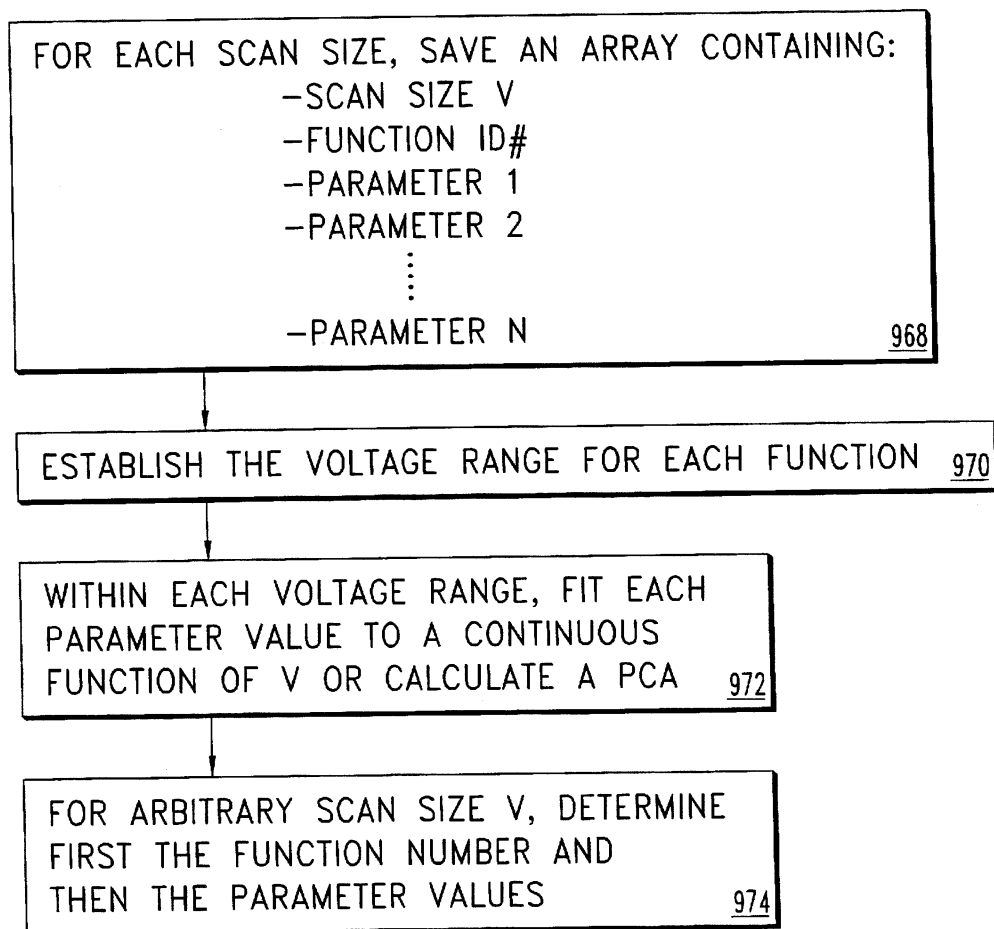 FOR EACH SCAN SIZE, SAVE AN ARRAY CONTAINING:
-SCAN SIZE V
-FUNCTION ID#
-PARAMETER 1
-PARAMETER 2
-PARAMETER N
968
ESTABLISH THE VOLTAGE RANGE FOR EACH FUNCTION 970
WITHIN EACH VOLTAGE RANGE, FIT EACH
PARAMETER VALUE TO A CONTINUOUS
FUNCTION OF V OR CALCULATE A PCA 972
FOR ARBITRARY SCAN SIZE V, DETERMINE
FIRST THE FUNCTION NUMBER AND
THEN THE PARAMETER VALUES 974